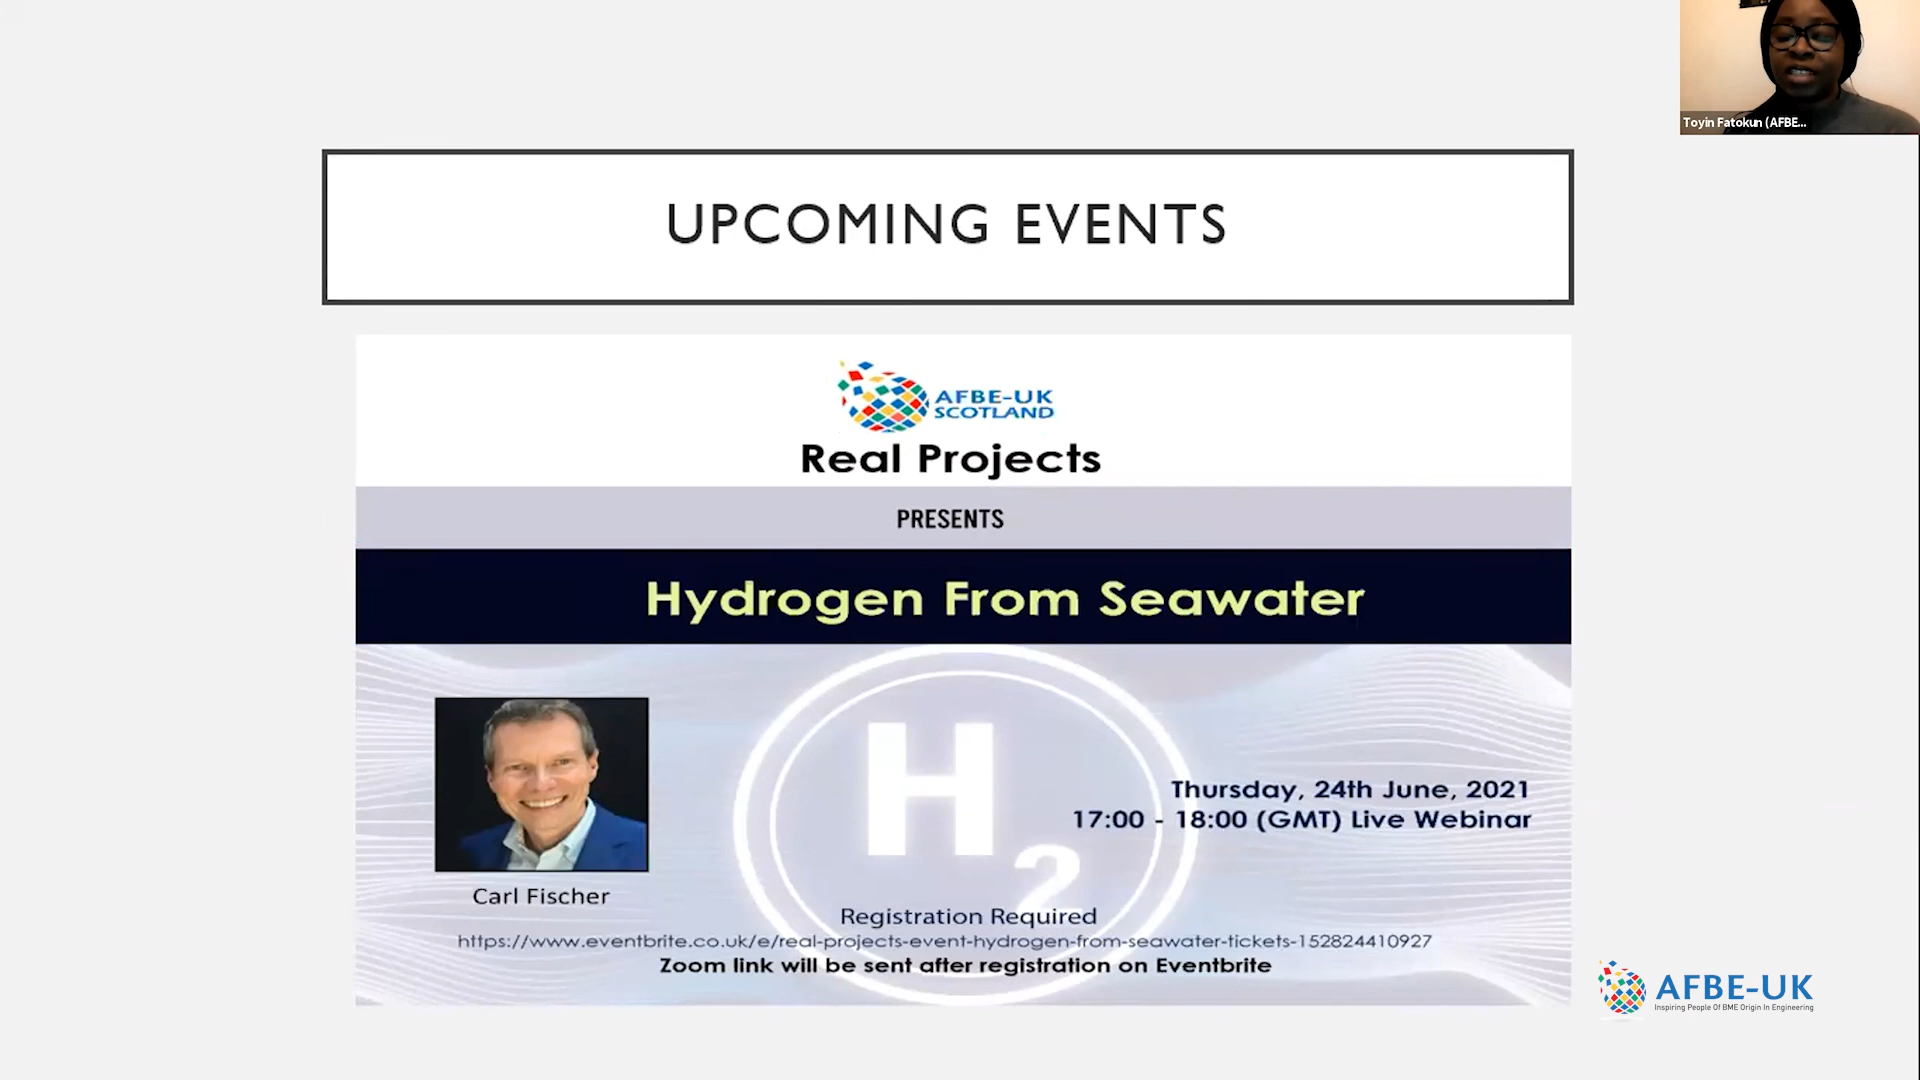 Toyin Fatokun (AFBE...
UPCOMING EVENTS
AFBE-UK
SCOTLAND
Real Projects
PRESENTS
Hydrogen From Seawater
H2
Thursday, 24th June, 2021
17:00 - 18:00 (GMT) Live Webinar
Carl Fischer
Registration Required
https://www.eventbrite.co.uk/e/real-projects-event-hydrogen-from-seawater-tickets-152824410927
Zoom link will be sent after registration on Eventbrite
AFBE-UK
Inspiring People Of BME Origin In Engineering